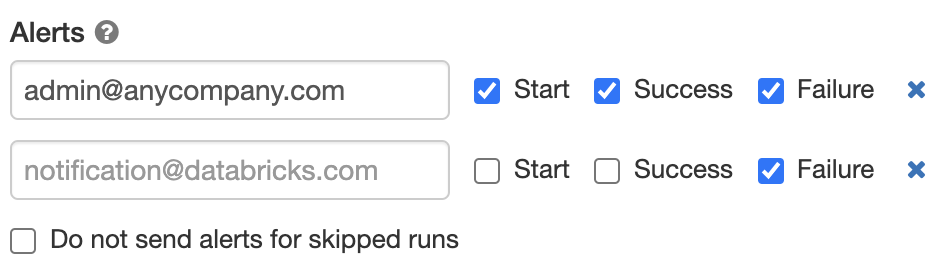 Alerts ?
admin@anycompany.com Start Success Failure
notification@databricks.com Start Success Failure
Do not send alerts for skipped runs